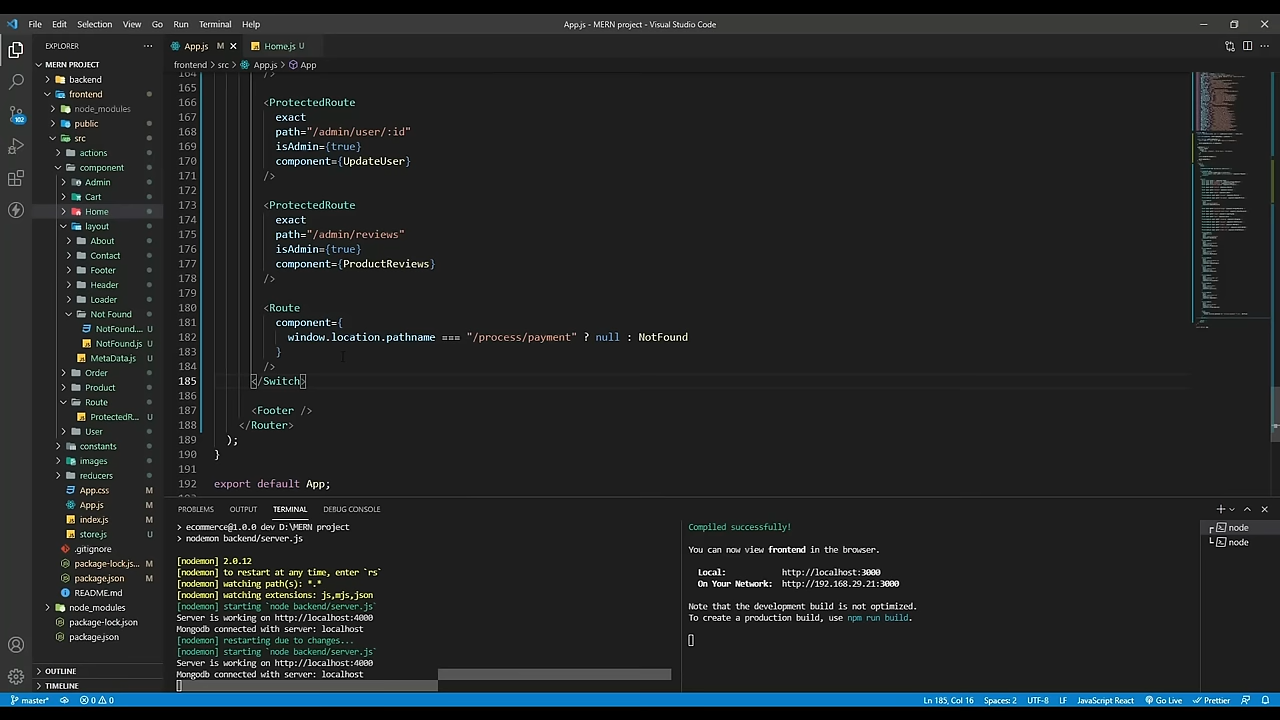 File Edit Selection View Go Run Terminal Help
App.js - MERN project - Visual Studio Code
EXPLORER
MERN PROJECT
backend
frontend
node_modules
public
src
actions
component
Admin
Cart
Home
layout
About
Contact
Footer
Header
Loader
Not Found
NotFound.... U
NotFound.js U
MetaData.js U
Order
Product
Route
ProtectedR... U
User
constants
images
reducers
App.css M
App.js M
index.js M
store.js U
.gitignore
package-lock.js... M
package.json M
README.md
node_modules
package-lock.json
package.json
OUTLINE
TIMELINE
102
App.js M
Home.js U
frontend > src > App.js > App
164 />
165
166 <ProtectedRoute
167 exact
168 path="/admin/user/:id"
169 isAdmin={true}
170 component={UpdateUser}
171 />
172
173 <ProtectedRoute
174 exact
175 path="/admin/reviews"
176 isAdmin={true}
177 component={ProductReviews}
178 />
179
180 <Route
181 component={
182 window.location.pathname === "/process/payment" ? null : NotFound
183 }
184 />
185 </Switch>
186
187 <Footer />
188 </Router>
189 );
190 }
191
192 export default App;
PROBLEMS OUTPUT TERMINAL DEBUG CONSOLE
> ecommerce@1.0.0 dev D:\MERN project
> nodemon backend/server.js
[nodemon] 2.0.12
[nodemon] to restart at any time, enter `rs`
[nodemon] watching path(s): *.*
[nodemon] watching extensions: js,mjs,json
[nodemon] starting `node backend/server.js`
Server is working on http://localhost:4000
Mongodb connected with server: localhost
[nodemon] restarting due to changes...
[nodemon] starting `node backend/server.js`
Server is working on http://localhost:4000
Mongodb connected with server: localhost
Compiled successfully!
You can now view frontend in the browser.
Local: http://localhost:3000
On Your Network: http://192.168.29.21:3000
Note that the development build is not optimized.
To create a production build, use npm run build.
node
node
master* 0 0 Ln 185, Col 16 Spaces: 2 UTF-8 LF JavaScript React Go Live Prettier